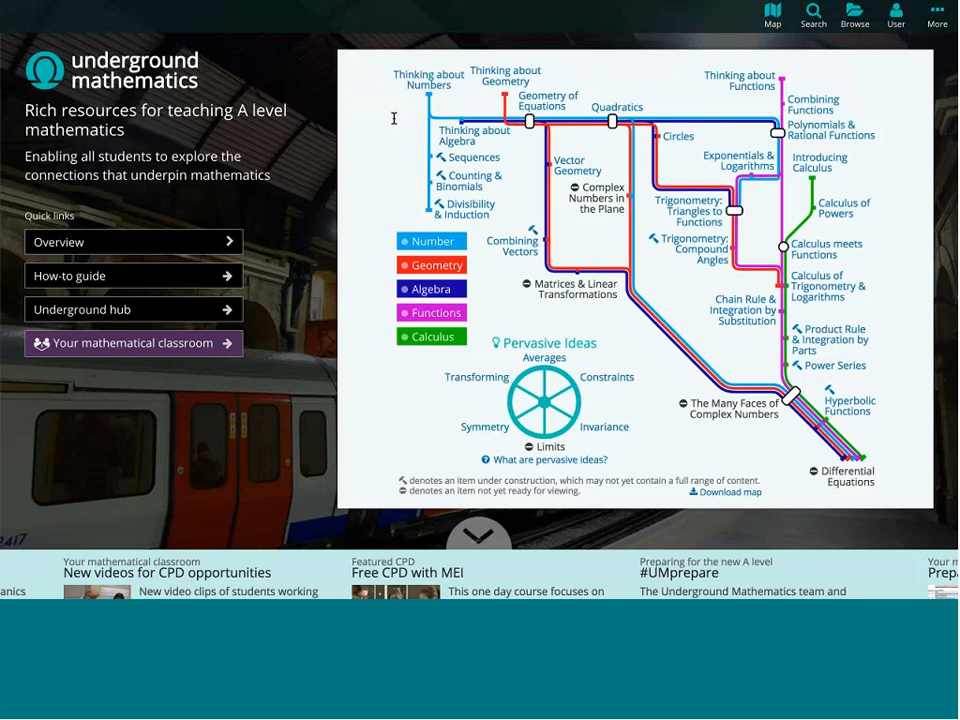 Map
Search
Browse
User
More
underground
mathematics
Rich resources for teaching A level
mathematics
Enabling all students to explore the
connections that underpin mathematics
Quick links
Overview
How-to guide
Underground hub
Your mathematical classroom
Thinking about
Numbers
Thinking about
Geometry
Geometry of
Equations
Quadratics
Thinking about
Functions
Combining
Functions
Polynomials &
Rational Functions
Thinking about
Algebra
Sequences
Counting &
Binomials
Divisibility
& Induction
Vector
Geometry
Complex
Numbers in
the Plane
Circles
Exponentials &
Logarithms
Introducing
Calculus
Trigonometry:
Triangles to
Functions
Calculus of
Powers
Combining
Vectors
Trigonometry:
Compound
Angles
Calculus meets
Functions
Matrices & Linear
Transformations
Calculus of
Trigonometry &
Logarithms
Chain Rule &
Integration by
Substitution
Product Rule
& Integration by
Parts
Power Series
Number
Geometry
Algebra
Functions
Calculus
Pervasive Ideas
Averages
Transforming
Constraints
Symmetry
Invariance
Limits
What are pervasive ideas?
The Many Faces of
Complex Numbers
Hyperbolic
Functions
Differential
Equations
denotes an item under construction, which may not yet contain a full range of content.
denotes an item not yet ready for viewing.
Download map
2417
anics
Your mathematical classroom
New videos for CPD opportunities
New video clips of students working
Featured CPD
Free CPD with MEI
This one day course focuses on
Preparing for the new A level
#UMprepare
The Underground Mathematics team and
Your m
Prepa